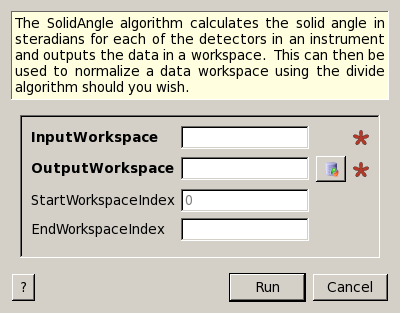 The SolidAngle algorithm calculates the solid angle in
steradians for each of the detectors in an instrument
and outputs the data in a workspace. This can then be
used to normalize a data workspace using the divide
algorithm should you wish.
InputWorkspace
OutputWorkspace
StartWorkspaceIndex 0
EndWorkspaceIndex
? Run Cancel